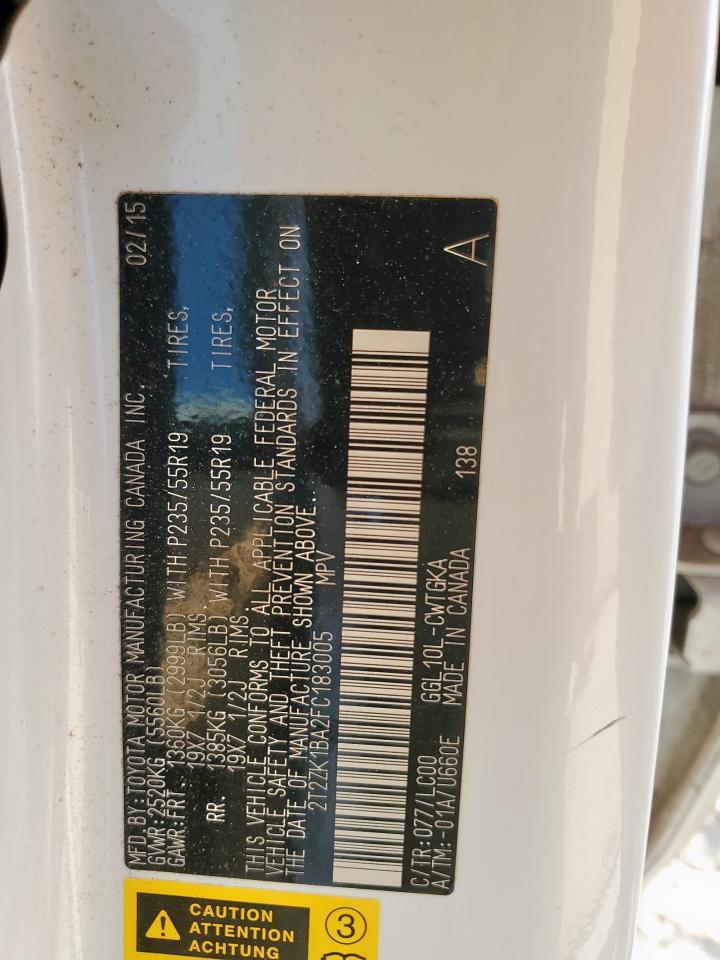 MFD.BY:TOYOTA MOTOR MANUFACTURING CANADA INC. 02/15
GVWR:2520KG (5560LB)
GAWR:FRT. 1360KG (2999LB) WITH P235/55R19 TIRES,
19X7 1/2J RIMS
RR. 1385KG (3056LB) WITH P235/55R19 TIRES,
19X7 1/2J RIMS
THIS VEHICLE CONFORMS TO ALL APPLICABLE FEDERAL MOTOR
VEHICLE SAFETY AND THEFT PREVENTION STANDARDS IN EFFECT ON
THE DATE OF MANUFACTURE SHOWN ABOVE.
2T2ZK1BA2FC183005 MPV
C/TR:077/LC00 GGL10L-CWTGKA 138 A
A/TM:-01A/U660E MADE IN CANADA
CAUTION
ATTENTION
ACHTUNG
3